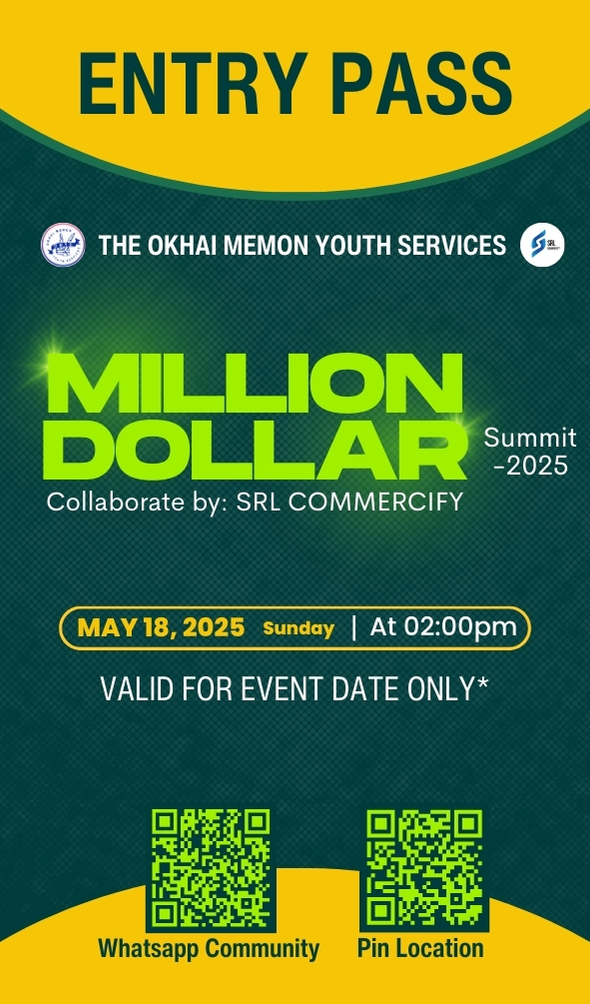 ENTRY PASS
THE OKHAI MEMON YOUTH SERVICES
SRL
MILLION
DOLLAR
Summit
-2025
Collaborate by: SRL COMMERCIFY
MAY 18, 2025 Sunday | At 02:00pm
VALID FOR EVENT DATE ONLY*
Whatsapp Community
Pin Location